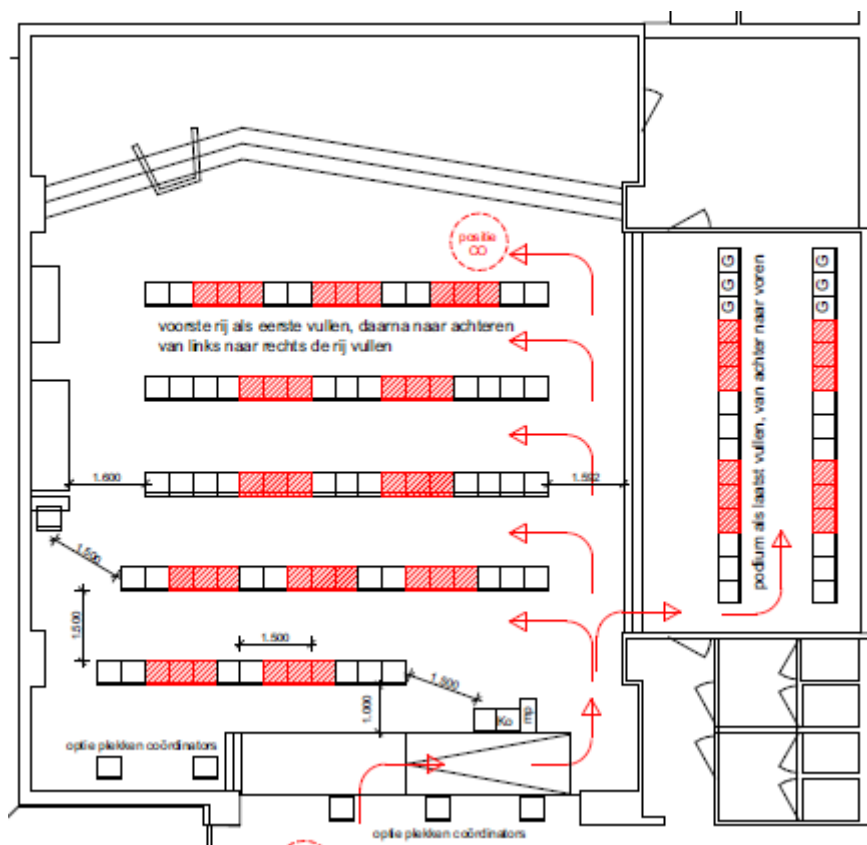 positie
CO
G
G
G
G
G
G
voorste rij als eerste vullen, daarna naar achteren
van links naar rechts de rij vullen
podium als laatst vullen, van achter naar voren
1.600
1.592
1.500
1.500
1.500
1.500
1.000
Ko
mp
optie plekken coördinators
optie plekken coördinators